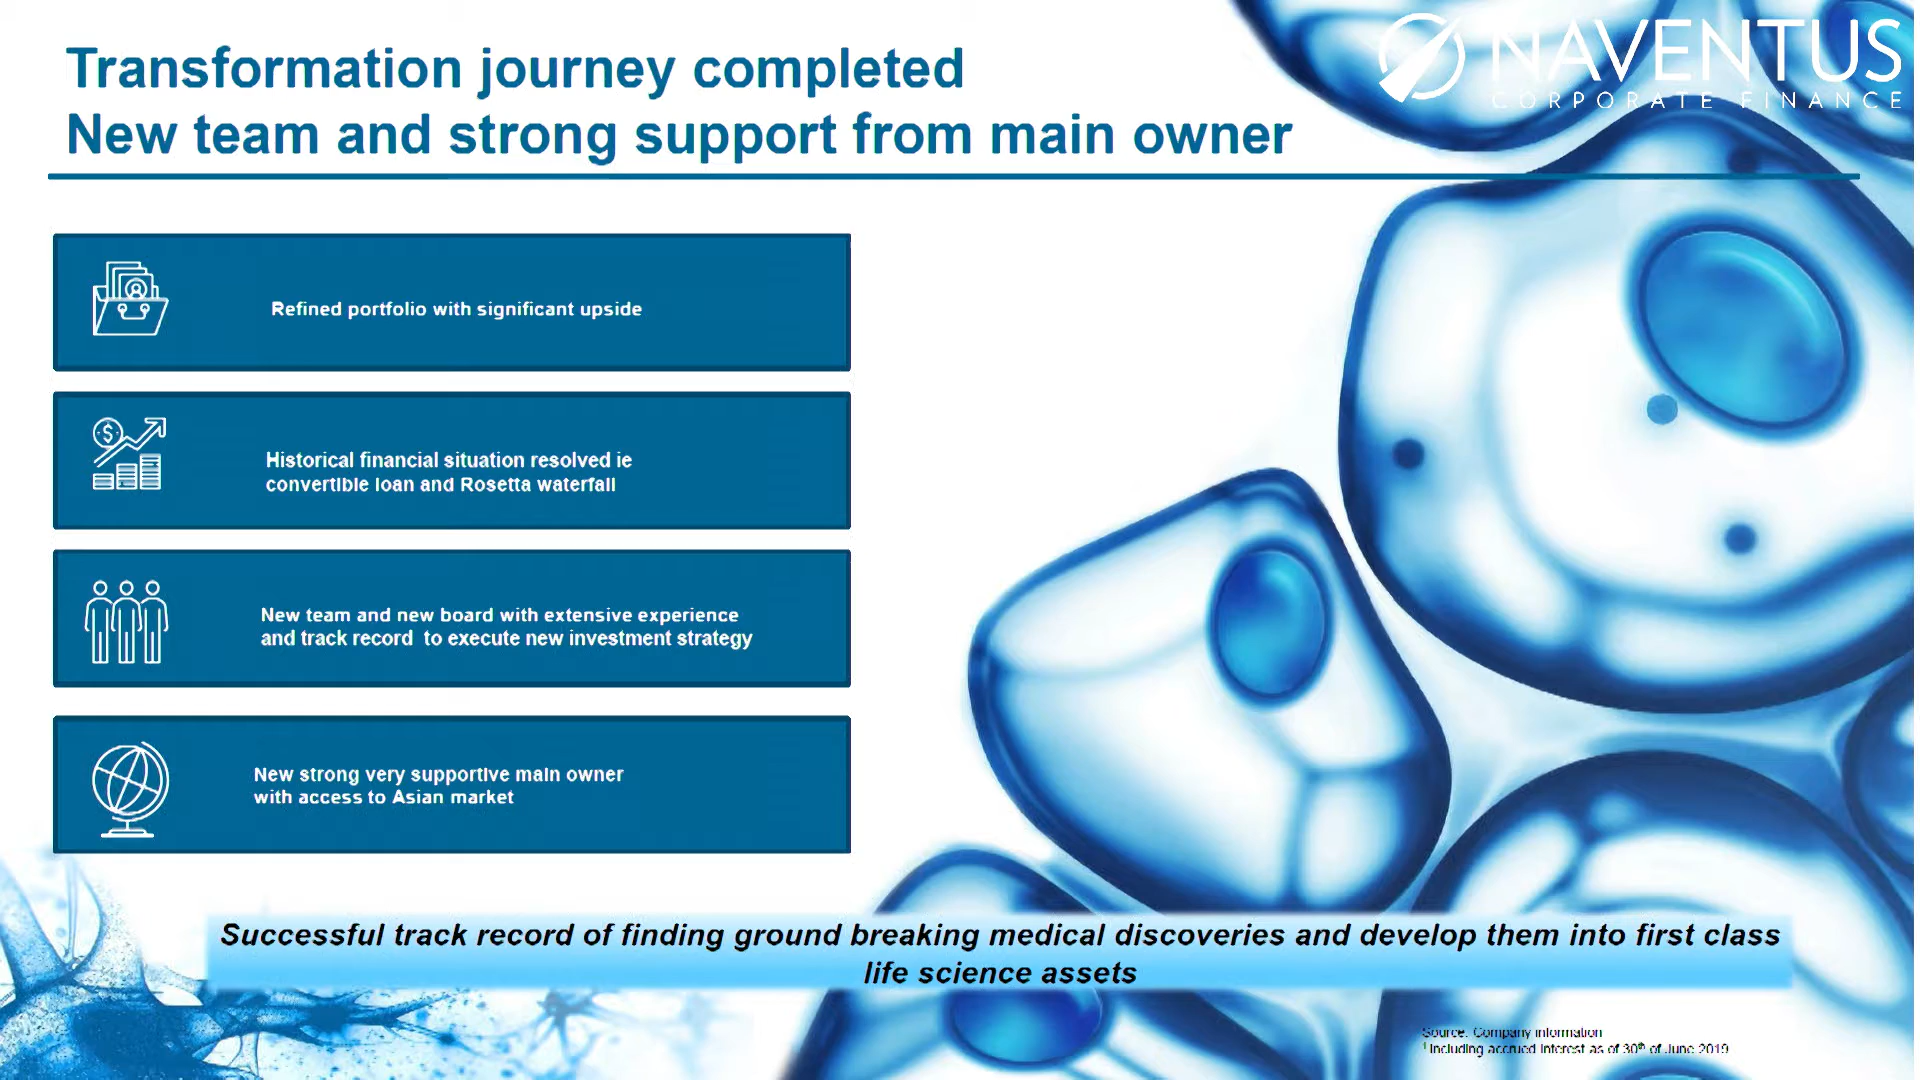 NAVENTUS
CORPORATE FINANCE
Transformation journey completed
New team and strong support from main owner
Refined portfolio with significant upside
Historical financial situation resolved ie
convertible loan and Rosetta waterfall
New team and new board with extensive experience
and track record to execute new investment strategy
New strong very supportive main owner
with access to Asian market
Successful track record of finding ground breaking medical discoveries and develop them into first class
life science assets
Source: Company information
¹ Including accrued interest as of 30th of June 2019